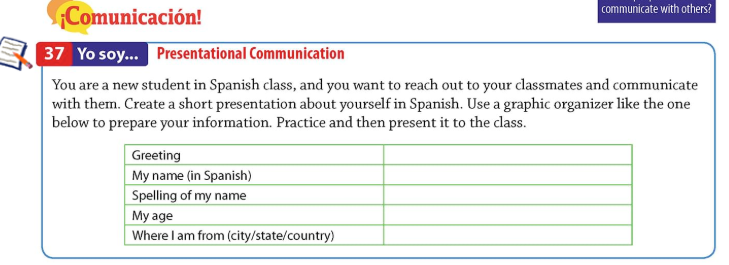 ¡Comunicación!
communicate with others?
37 Yo soy... Presentational Communication
You are a new student in Spanish class, and you want to reach out to your classmates and communicate
with them. Create a short presentation about yourself in Spanish. Use a graphic organizer like the one
below to prepare your information. Practice and then present it to the class.
Greeting
My name (in Spanish)
Spelling of my name
My age
Where I am from (city/state/country)